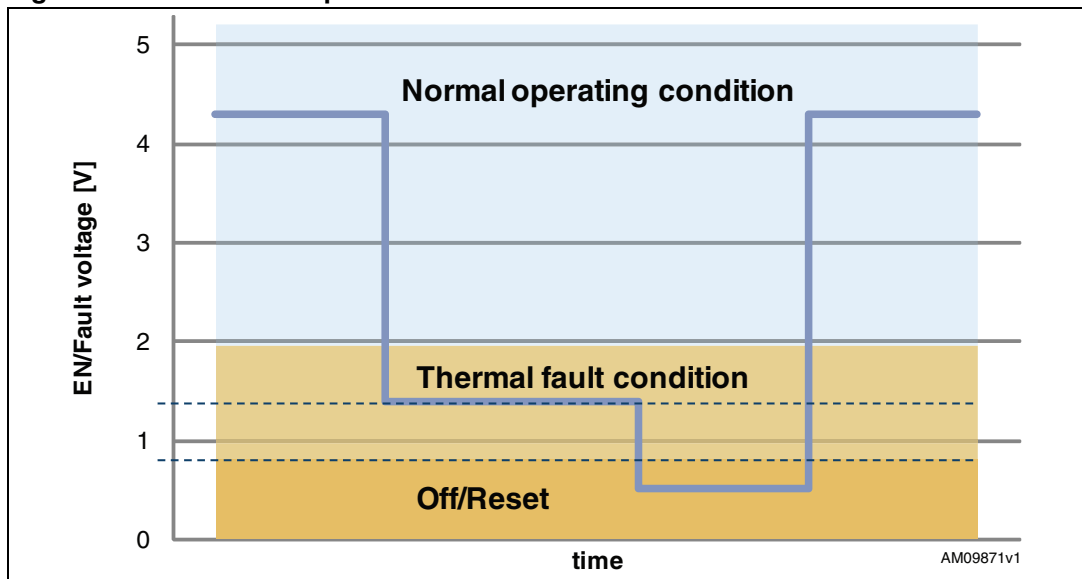 5
Normal operating condition
4
EN/Fault voltage [V]
3
2
Thermal fault condition
1
Off/Reset
0
time
AM09871v1